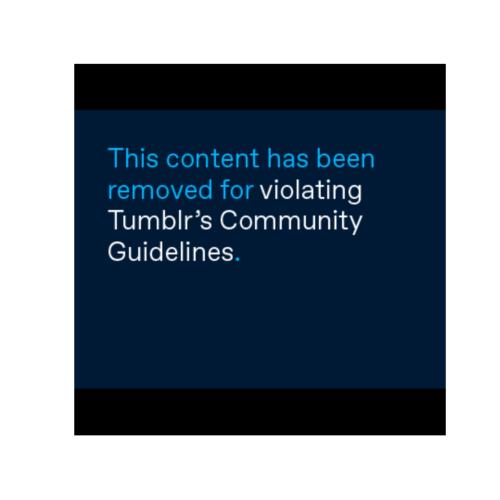 This content has been
removed for violating
Tumblr’s Community
Guidelines.